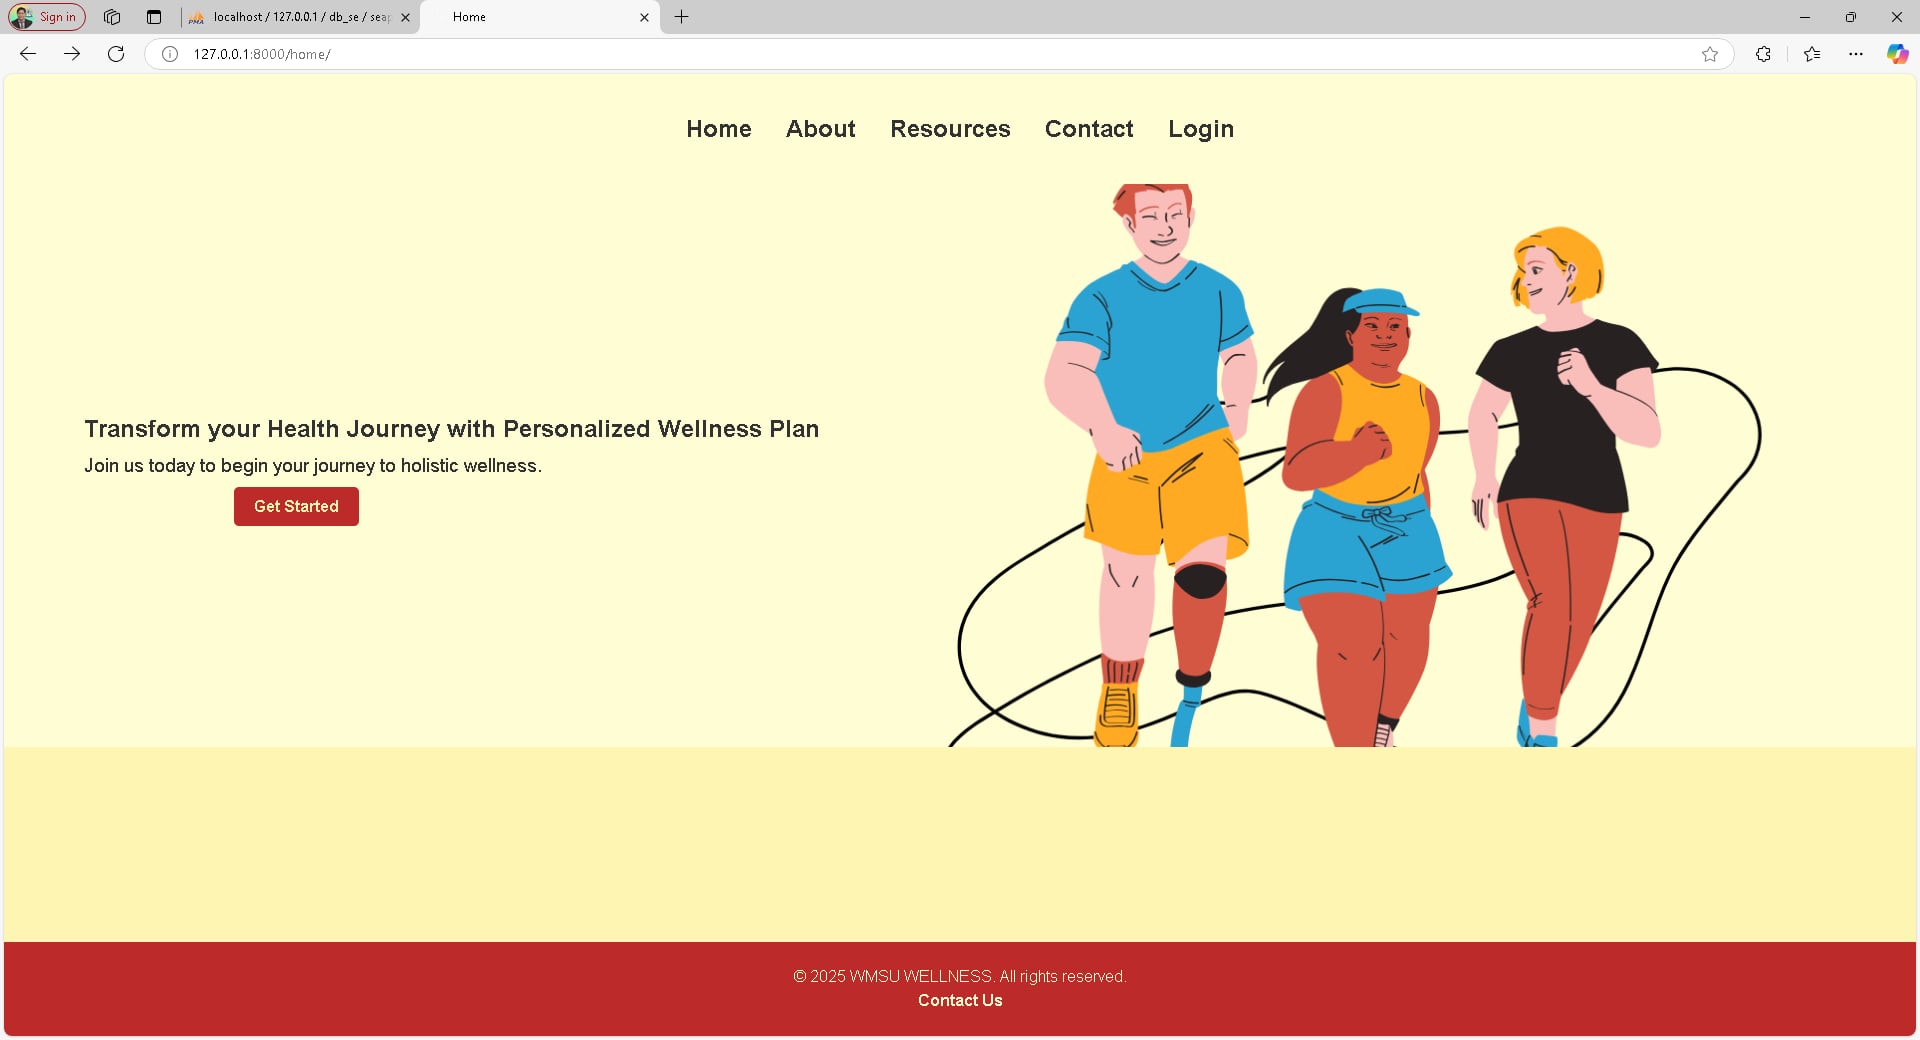 Sign in
localhost / 127.0.0.1 / db_se / sea
Home
127.0.0.1:8000/home/
Home About Resources Contact Login
Transform your Health Journey with Personalized Wellness Plan
Join us today to begin your journey to holistic wellness.
Get Started
© 2025 WMSU WELLNESS. All rights reserved.
Contact Us